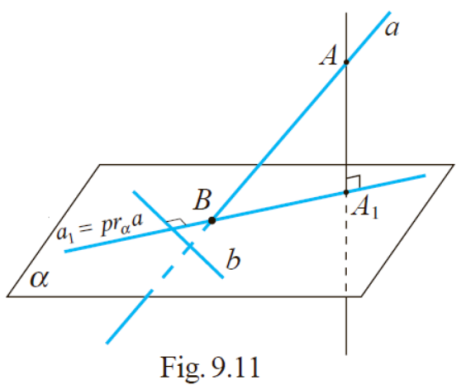 a
A
B
A₁
a₁ = prαa
b
α
Fig. 9.11